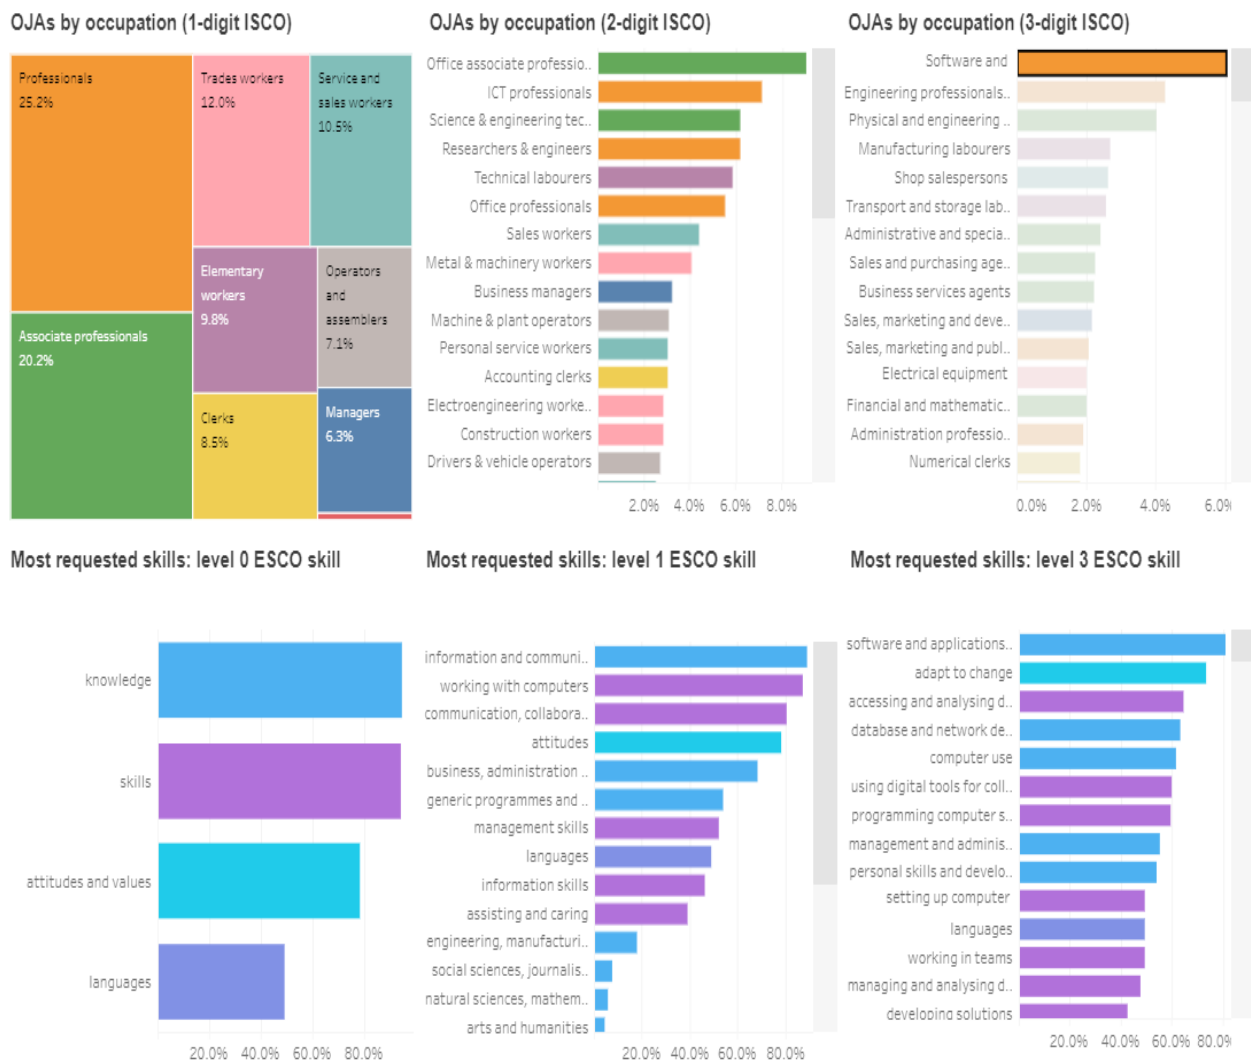 OJAs by occupation (1-digit ISCO)
Professionals
25.2%
Trades workers
12.0%
Service and
sales workers
10.5%
Associate professionals
20.2%
Elementary
workers
9.8%
Operators
and
assemblers
7.1%
Clerks
8.5%
Managers
6.3%
OJAs by occupation (2-digit ISCO)
Office associate professio..
ICT professionals
Science & engineering tec..
Researchers & engineers
Technical labourers
Office professionals
Sales workers
Metal & machinery workers
Business managers
Machine & plant operators
Personal service workers
Accounting clerks
Electroengineering worke..
Construction workers
Drivers & vehicle operators
2.0% 4.0% 6.0% 8.0%
OJAs by occupation (3-digit ISCO)
Software and
Engineering professionals..
Physical and engineering ..
Manufacturing labourers
Shop salespersons
Transport and storage lab..
Administrative and specia..
Sales and purchasing age..
Business services agents
Sales, marketing and deve..
Sales, marketing and publ..
Electrical equipment
Financial and mathematic..
Administration professio..
Numerical clerks
0.0% 2.0% 4.0% 6.0%
Most requested skills: level 0 ESCO skill
knowledge
skills
attitudes and values
languages
20.0% 40.0% 60.0% 80.0%
Most requested skills: level 1 ESCO skill
information and communi..
working with computers
communication, collabora..
attitudes
business, administration ..
generic programmes and ..
management skills
languages
information skills
assisting and caring
engineering, manufacturi..
social sciences, journalis..
natural sciences, mathem..
arts and humanities
20.0% 40.0% 60.0% 80.0%
Most requested skills: level 3 ESCO skill
software and applications..
adapt to change
accessing and analysing d..
database and network de..
computer use
using digital tools for coll..
programming computer s..
management and adminis..
personal skills and develo..
setting up computer
languages
working in teams
managing and analysing d..
developing solutions
20.0% 40.0% 60.0% 80.0%